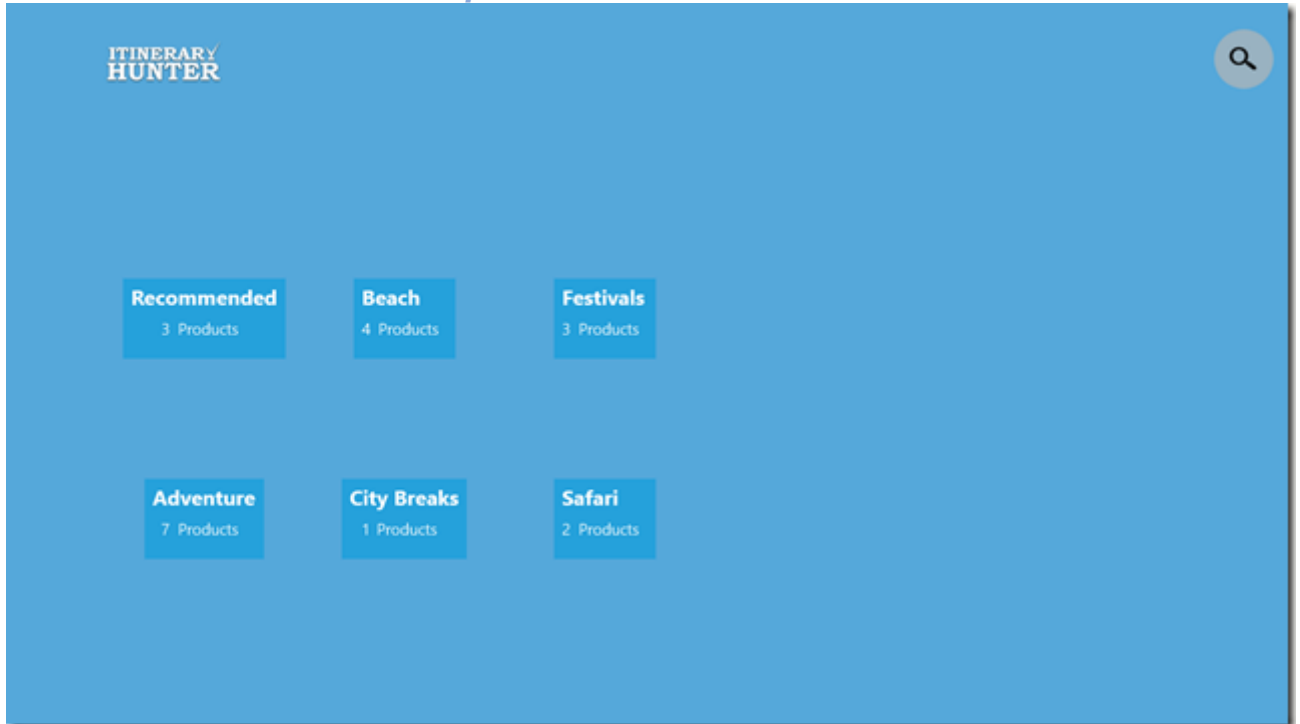 ITINERARY
HUNTER
Recommended
3 Products
Beach
4 Products
Festivals
3 Products
Adventure
7 Products
City Breaks
1 Products
Safari
2 Products